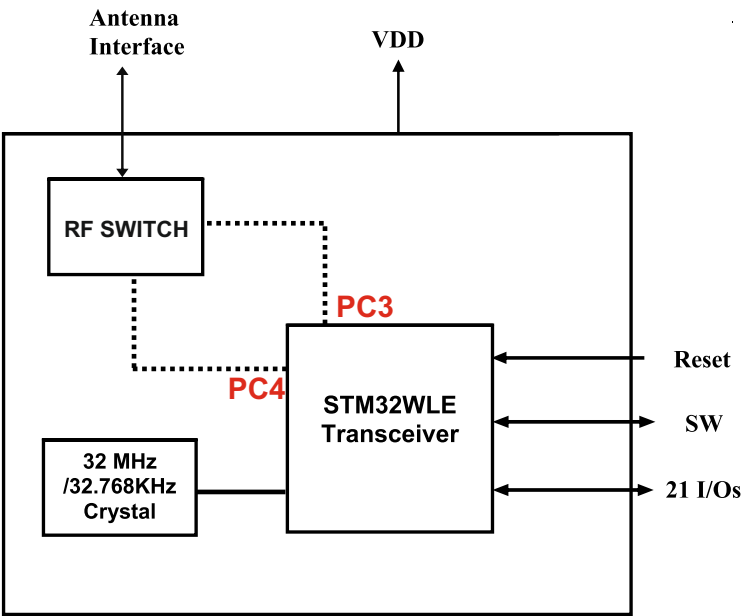 Antenna
Interface
VDD
RF SWITCH
PC3
PC4
STM32WLE
Transceiver
Reset
SW
21 I/Os
32 MHz
/32.768KHz
Crystal